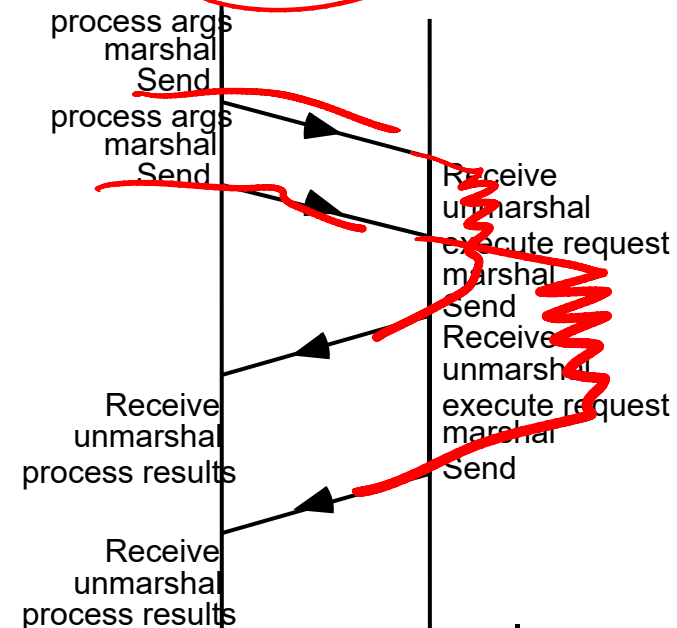 process args
marshal
Send
process args
marshal
Send
Receive
unmarshal
execute request
marshal
Send
Receive
unmarshal
execute request
marshal
Send
Receive
unmarshal
process results
Receive
unmarshal
process results